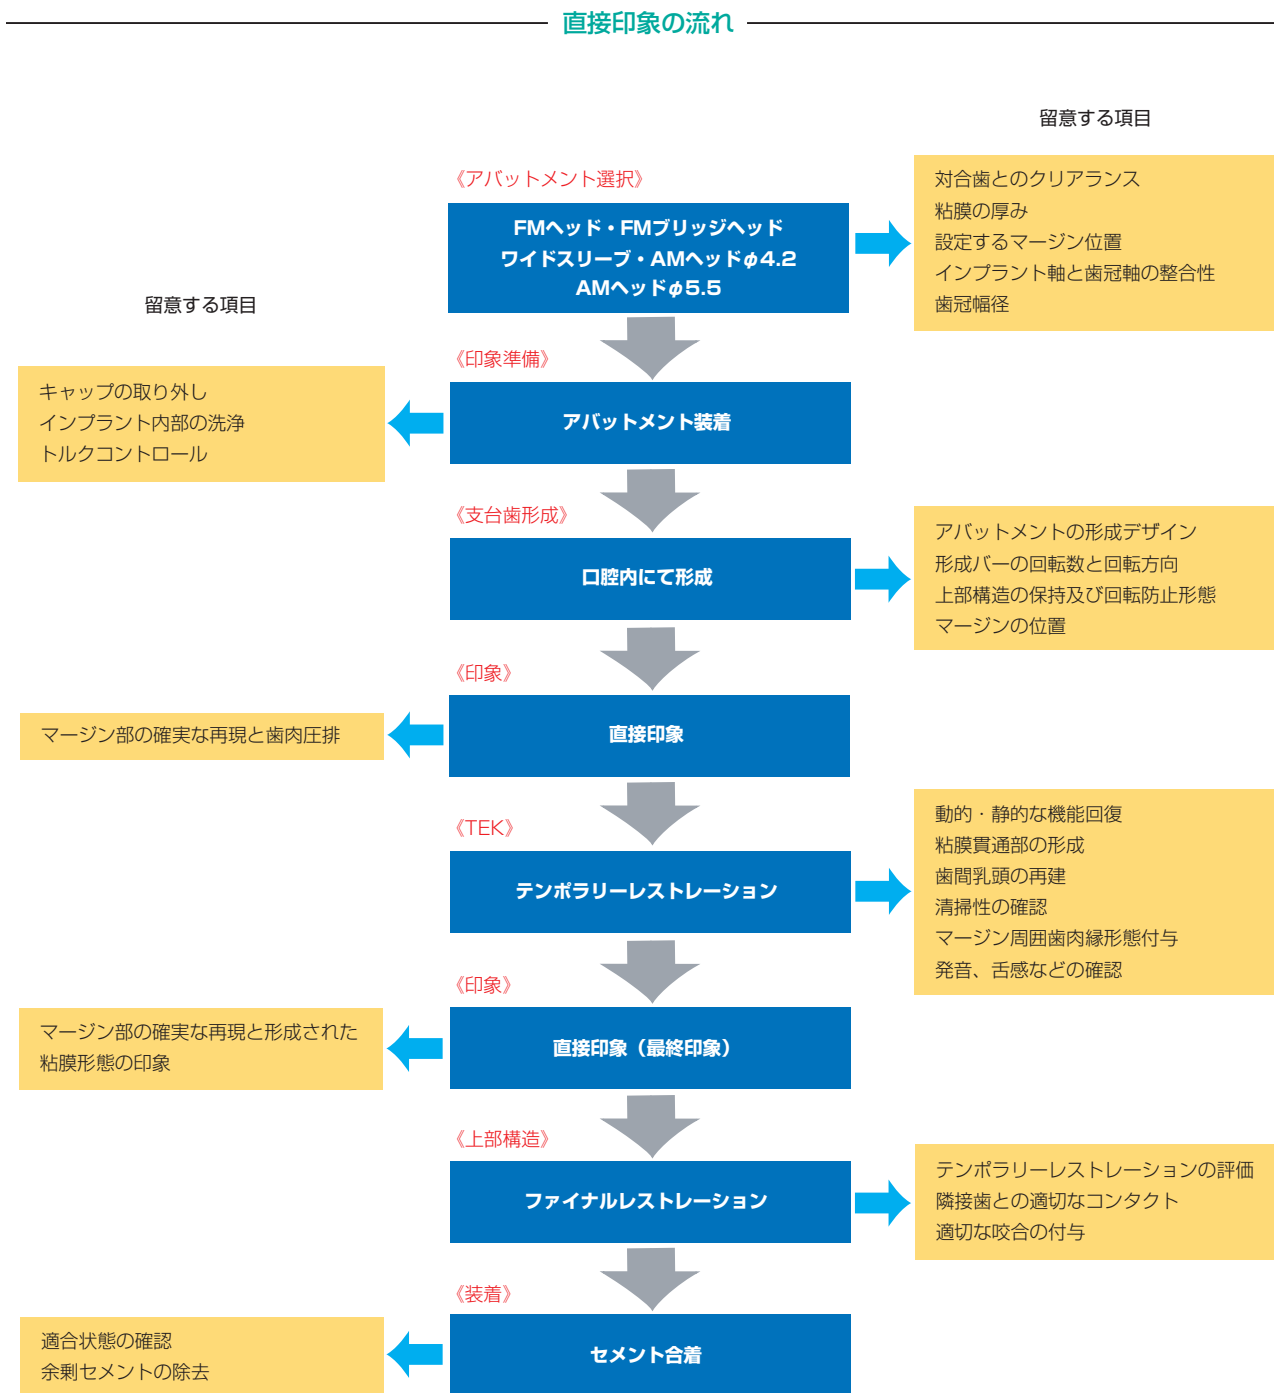 直接印象の流れ
留意する項目
《アバットメント選択》
FMヘッド・FMブリッジヘッド
ワイドスリーブ・AMヘッドφ4.2
AMヘッドφ5.5
対合歯とのクリアランス
粘膜の厚み
設定するマージン位置
インプラント軸と歯冠軸の整合性
歯冠幅径
留意する項目
《印象準備》
アバットメント装着
キャップの取り外し
インプラント内部の洗浄
トルクコントロール
《支台歯形成》
口腔内にて形成
アバットメントの形成デザイン
形成バーの回転数と回転方向
上部構造の保持及び回転防止形態
マージンの位置
《印象》
直接印象
マージン部の確実な再現と歯肉圧排
《TEK》
テンポラリーレストレーション
動的・静的な機能回復
粘膜貫通部の形成
歯間乳頭の再建
清掃性の確認
マージン周囲歯肉縁形態付与
発音、舌感などの確認
《印象》
直接印象（最終印象）
マージン部の確実な再現と形成された
粘膜形態の印象
《上部構造》
ファイナルレストレーション
テンポラリーレストレーションの評価
隣接歯との適切なコンタクト
適切な咬合の付与
《装着》
セメント合着
適合状態の確認
余剰セメントの除去